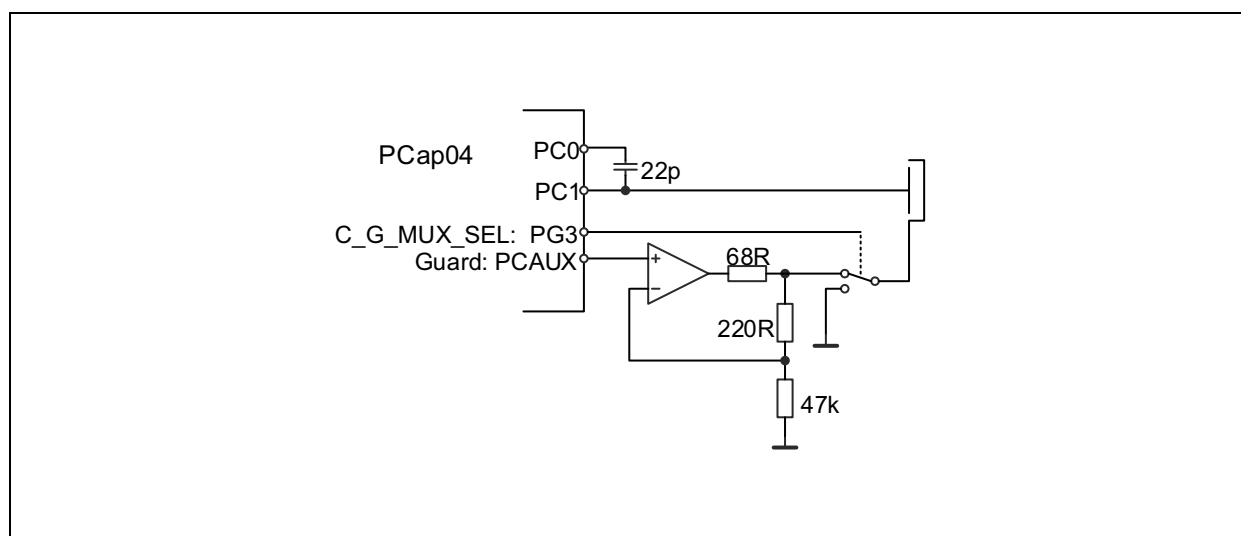 PCap04
PC0
22p
PC1
C_G_MUX_SEL: PG3
Guard: PCAUX
+
68R
−
220R
47k